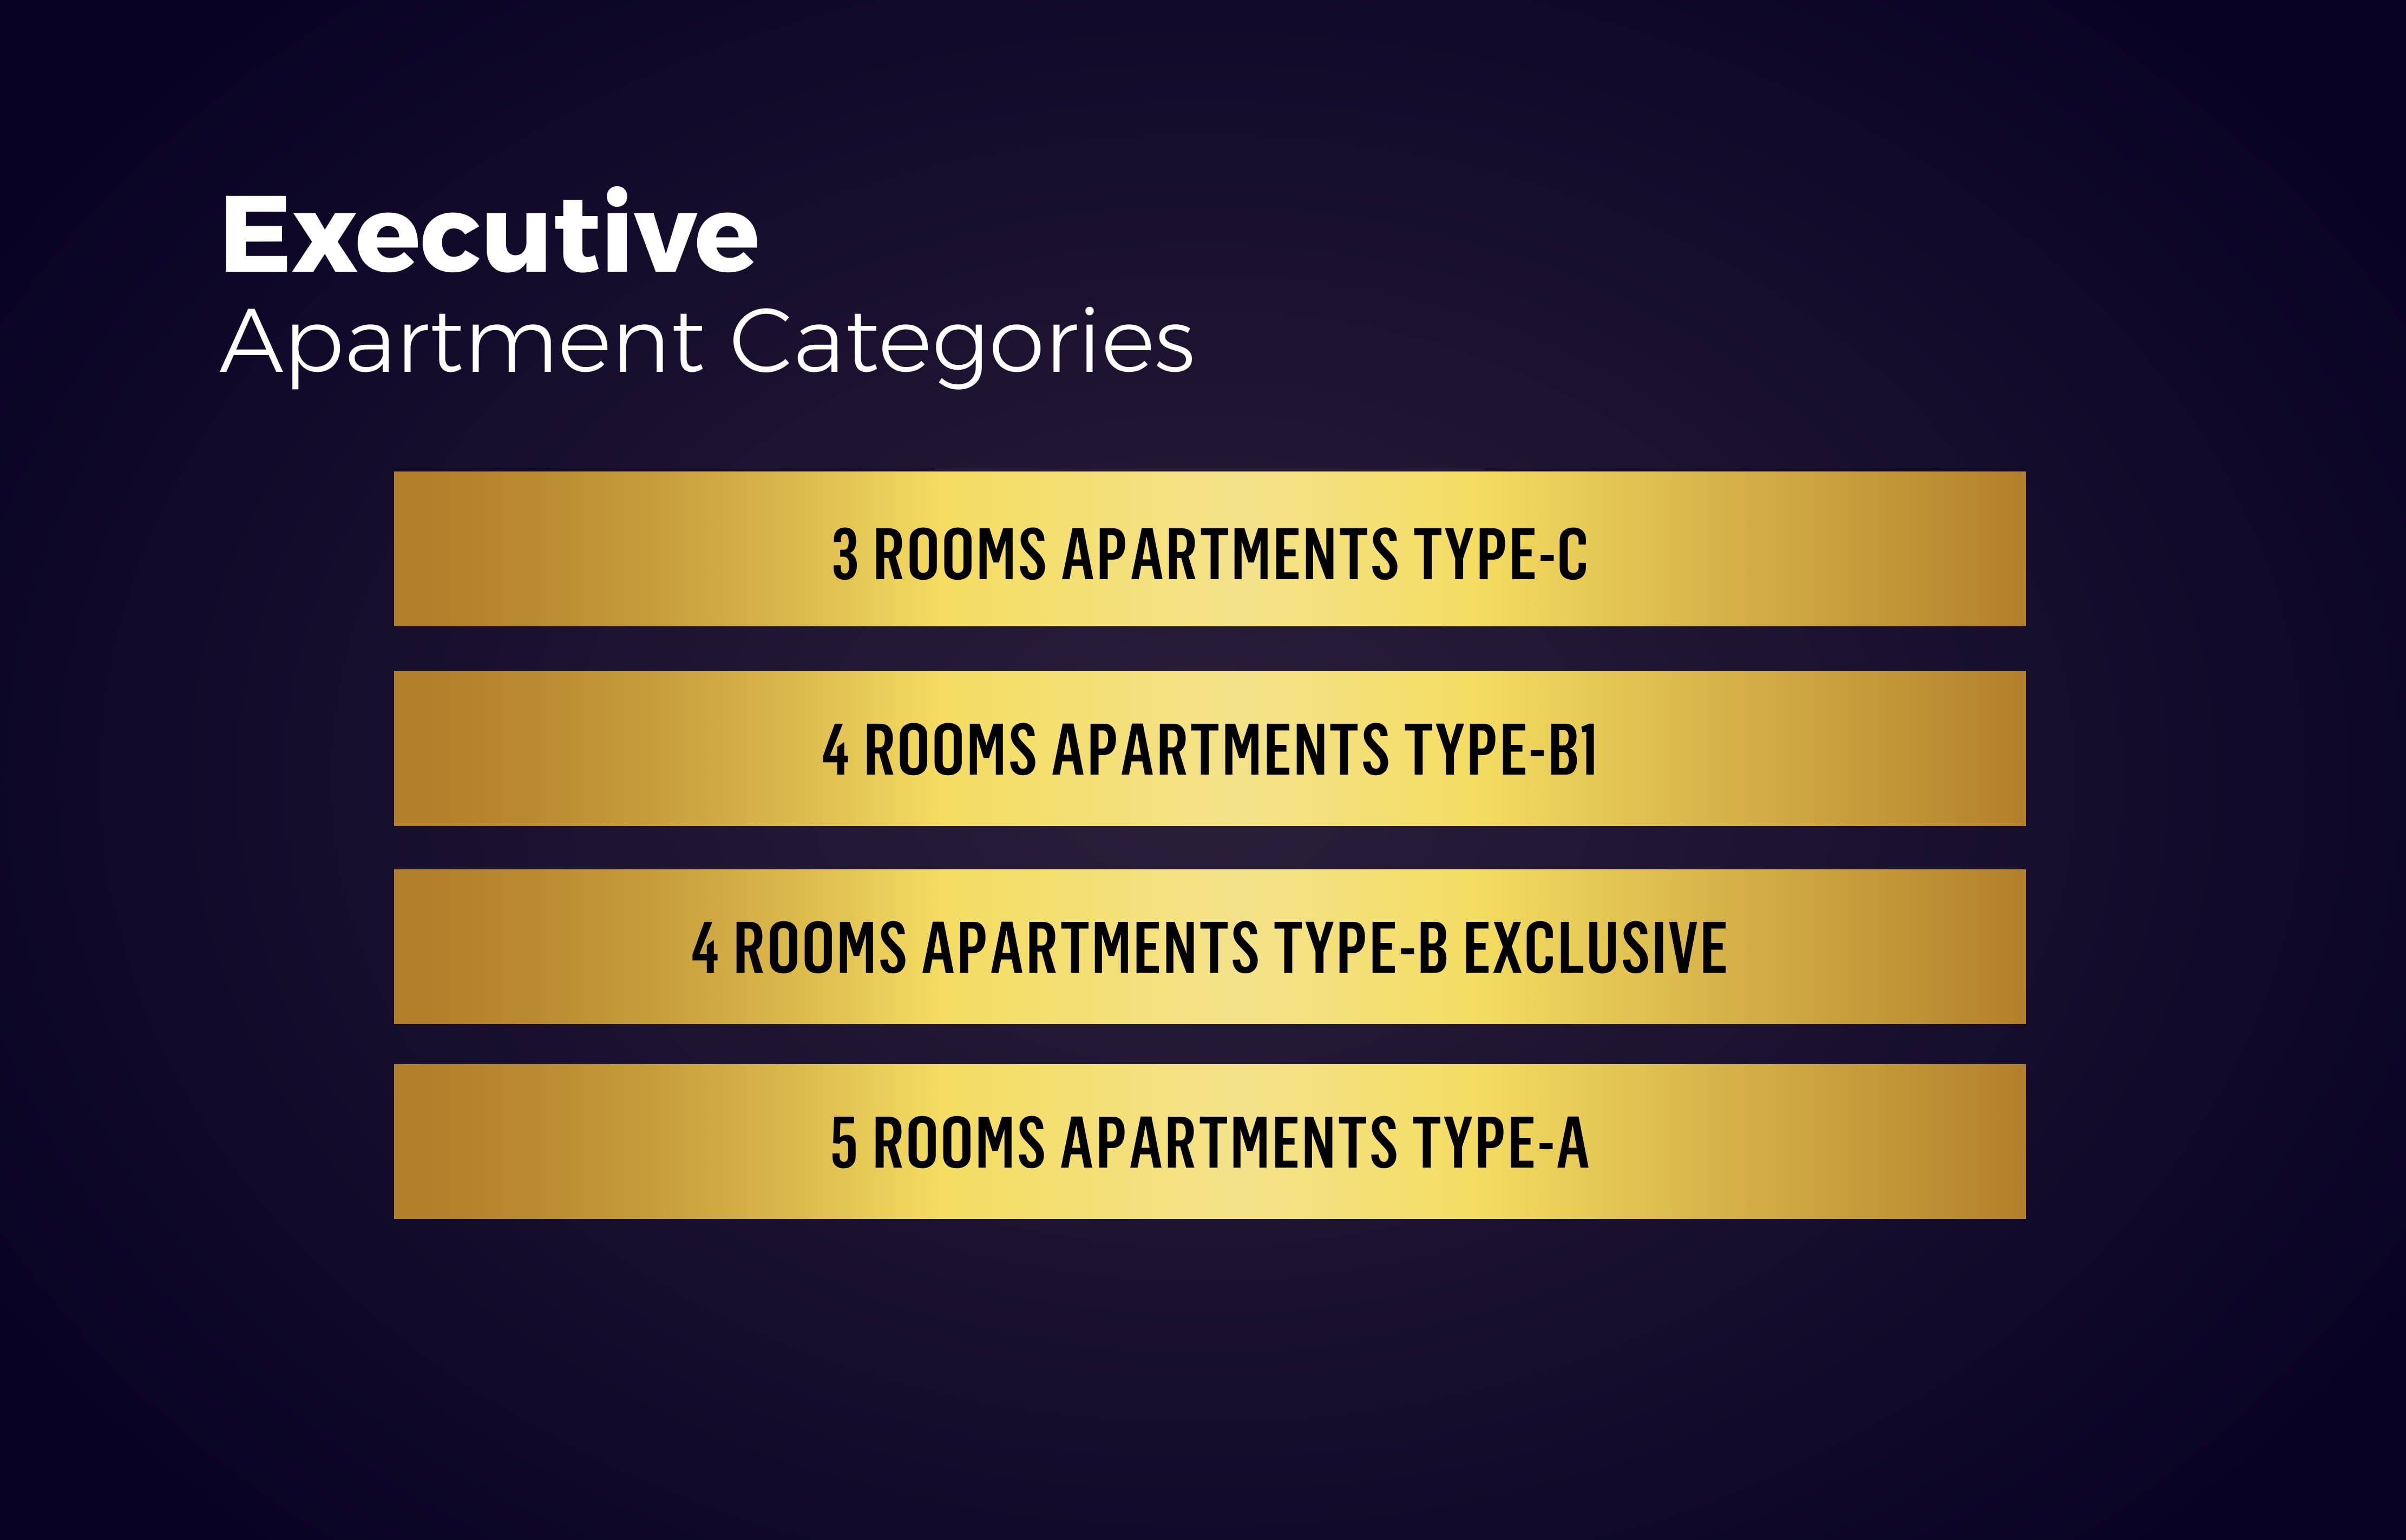 Executive
Apartment Categories
3 ROOMS APARTMENTS TYPE-C
4 ROOMS APARTMENTS TYPE-B1
4 ROOMS APARTMENTS TYPE-B EXCLUSIVE
5 ROOMS APARTMENTS TYPE-A